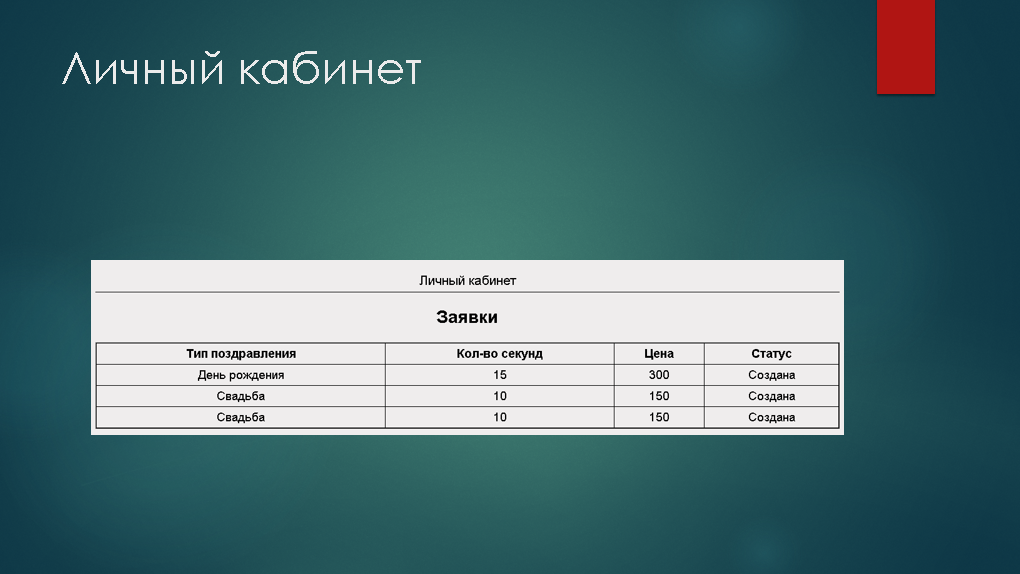 Личный кабинет
Личный кабинет
Заявки
Тип поздравления Кол-во секунд Цена Статус
День рождения 15 300 Создана
Свадьба 10 150 Создана
Свадьба 10 150 Создана